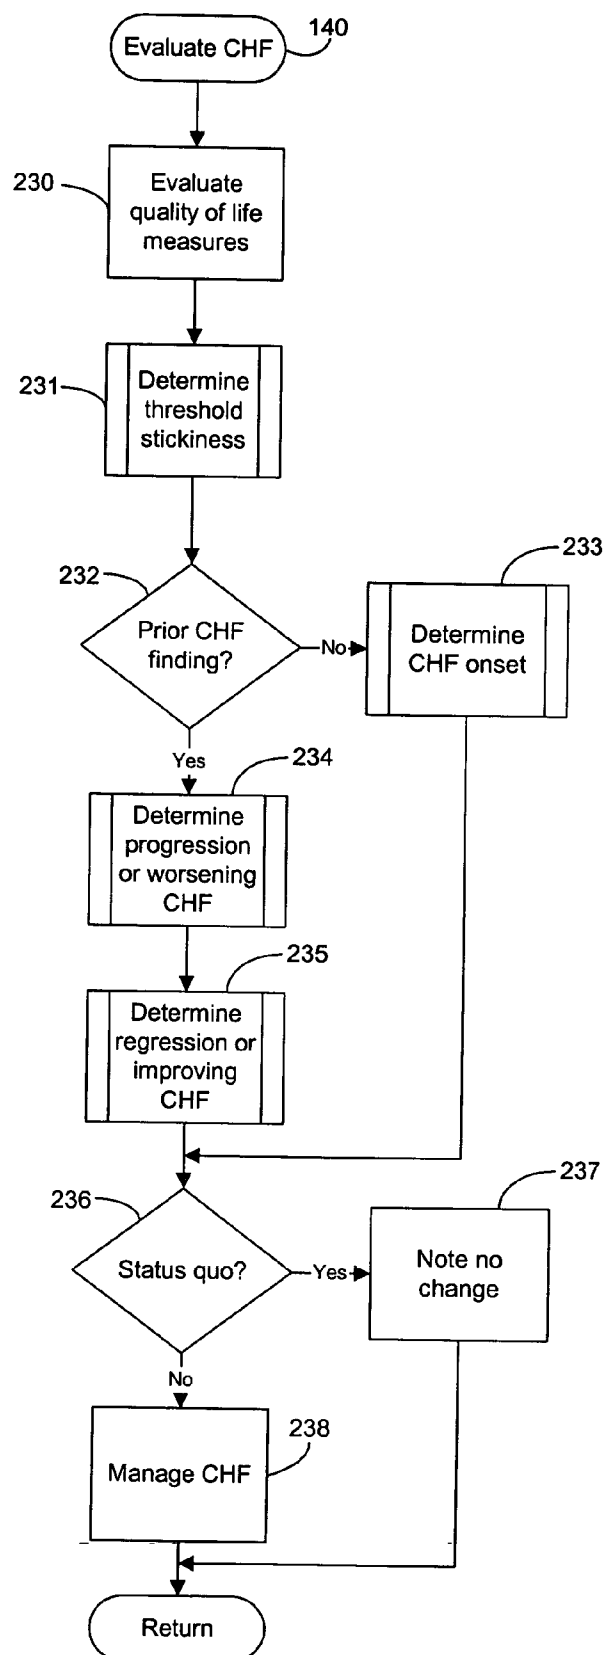 Evaluate CHF
140
230
Evaluate
quality of life
measures
231
Determine
threshold
stickiness
232
Prior CHF
finding?
No
233
Determine
CHF onset
Yes
234
Determine
progression
or worsening
CHF
235
Determine
regression or
improving
CHF
236
Status quo?
Yes
237
Note no
change
No
238
Manage CHF
Return